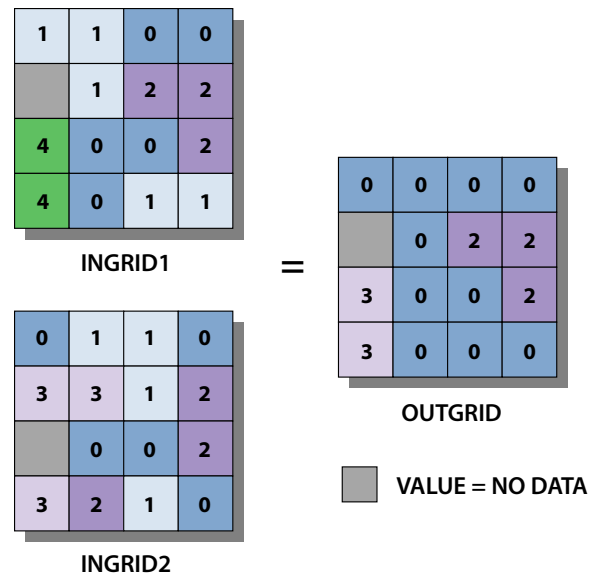 1 1 0 0
1 2 2
4 0 0 2
4 0 1 1
INGRID1
0 1 1 0
3 3 1 2
0 0 2
3 2 1 0
INGRID2
=
0 0 0 0
0 2 2
3 0 0 2
3 0 0 0
OUTGRID
VALUE = NO DATA